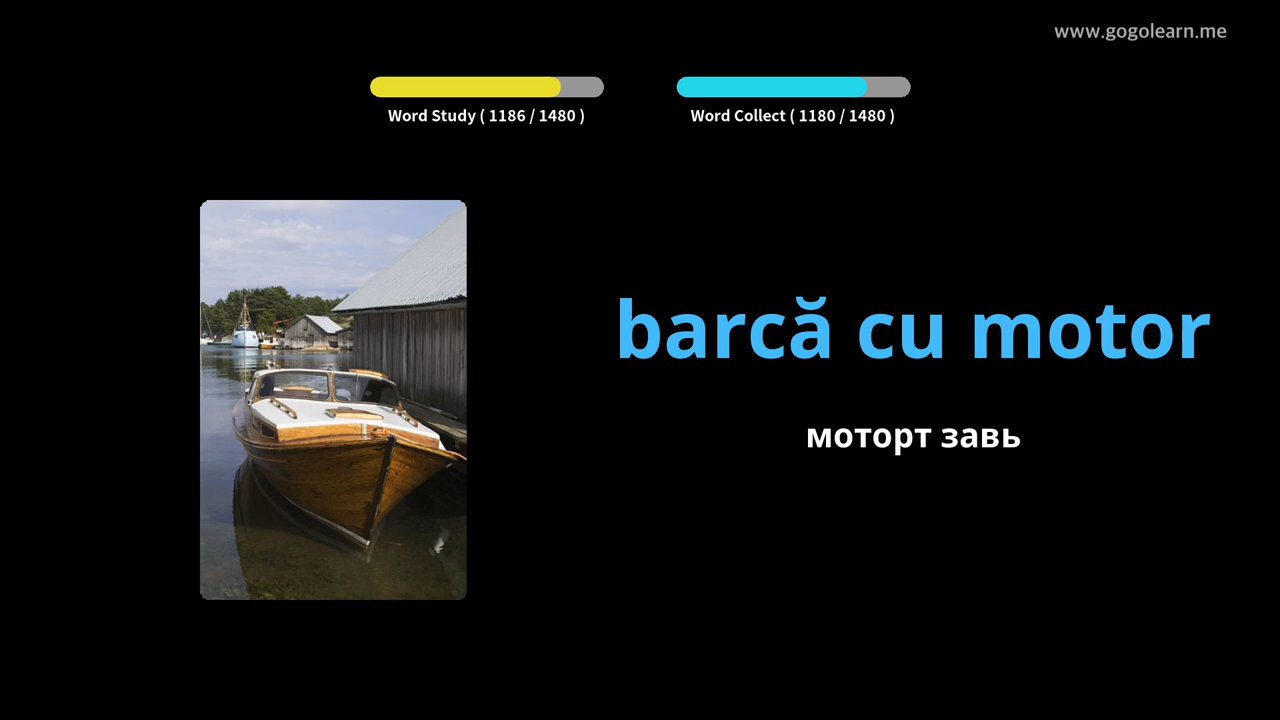 www.gogolearn.me
Word Study ( 1186 / 1480 )
Word Collect ( 1180 / 1480 )
barcă cu motor
моторт завь